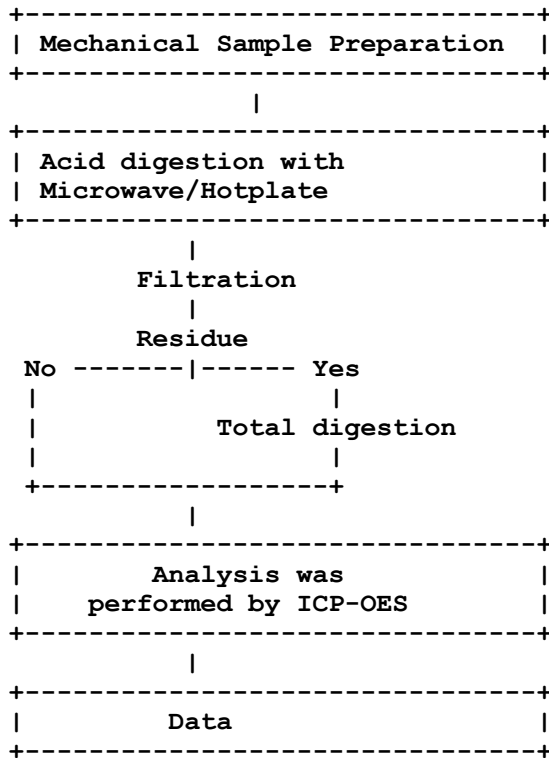 Mechanical Sample Preparation
Acid digestion with
Microwave/Hotplate
Filtration
Residue
No ------- ------ Yes
Total digestion
Analysis was
performed by ICP-OES
Data